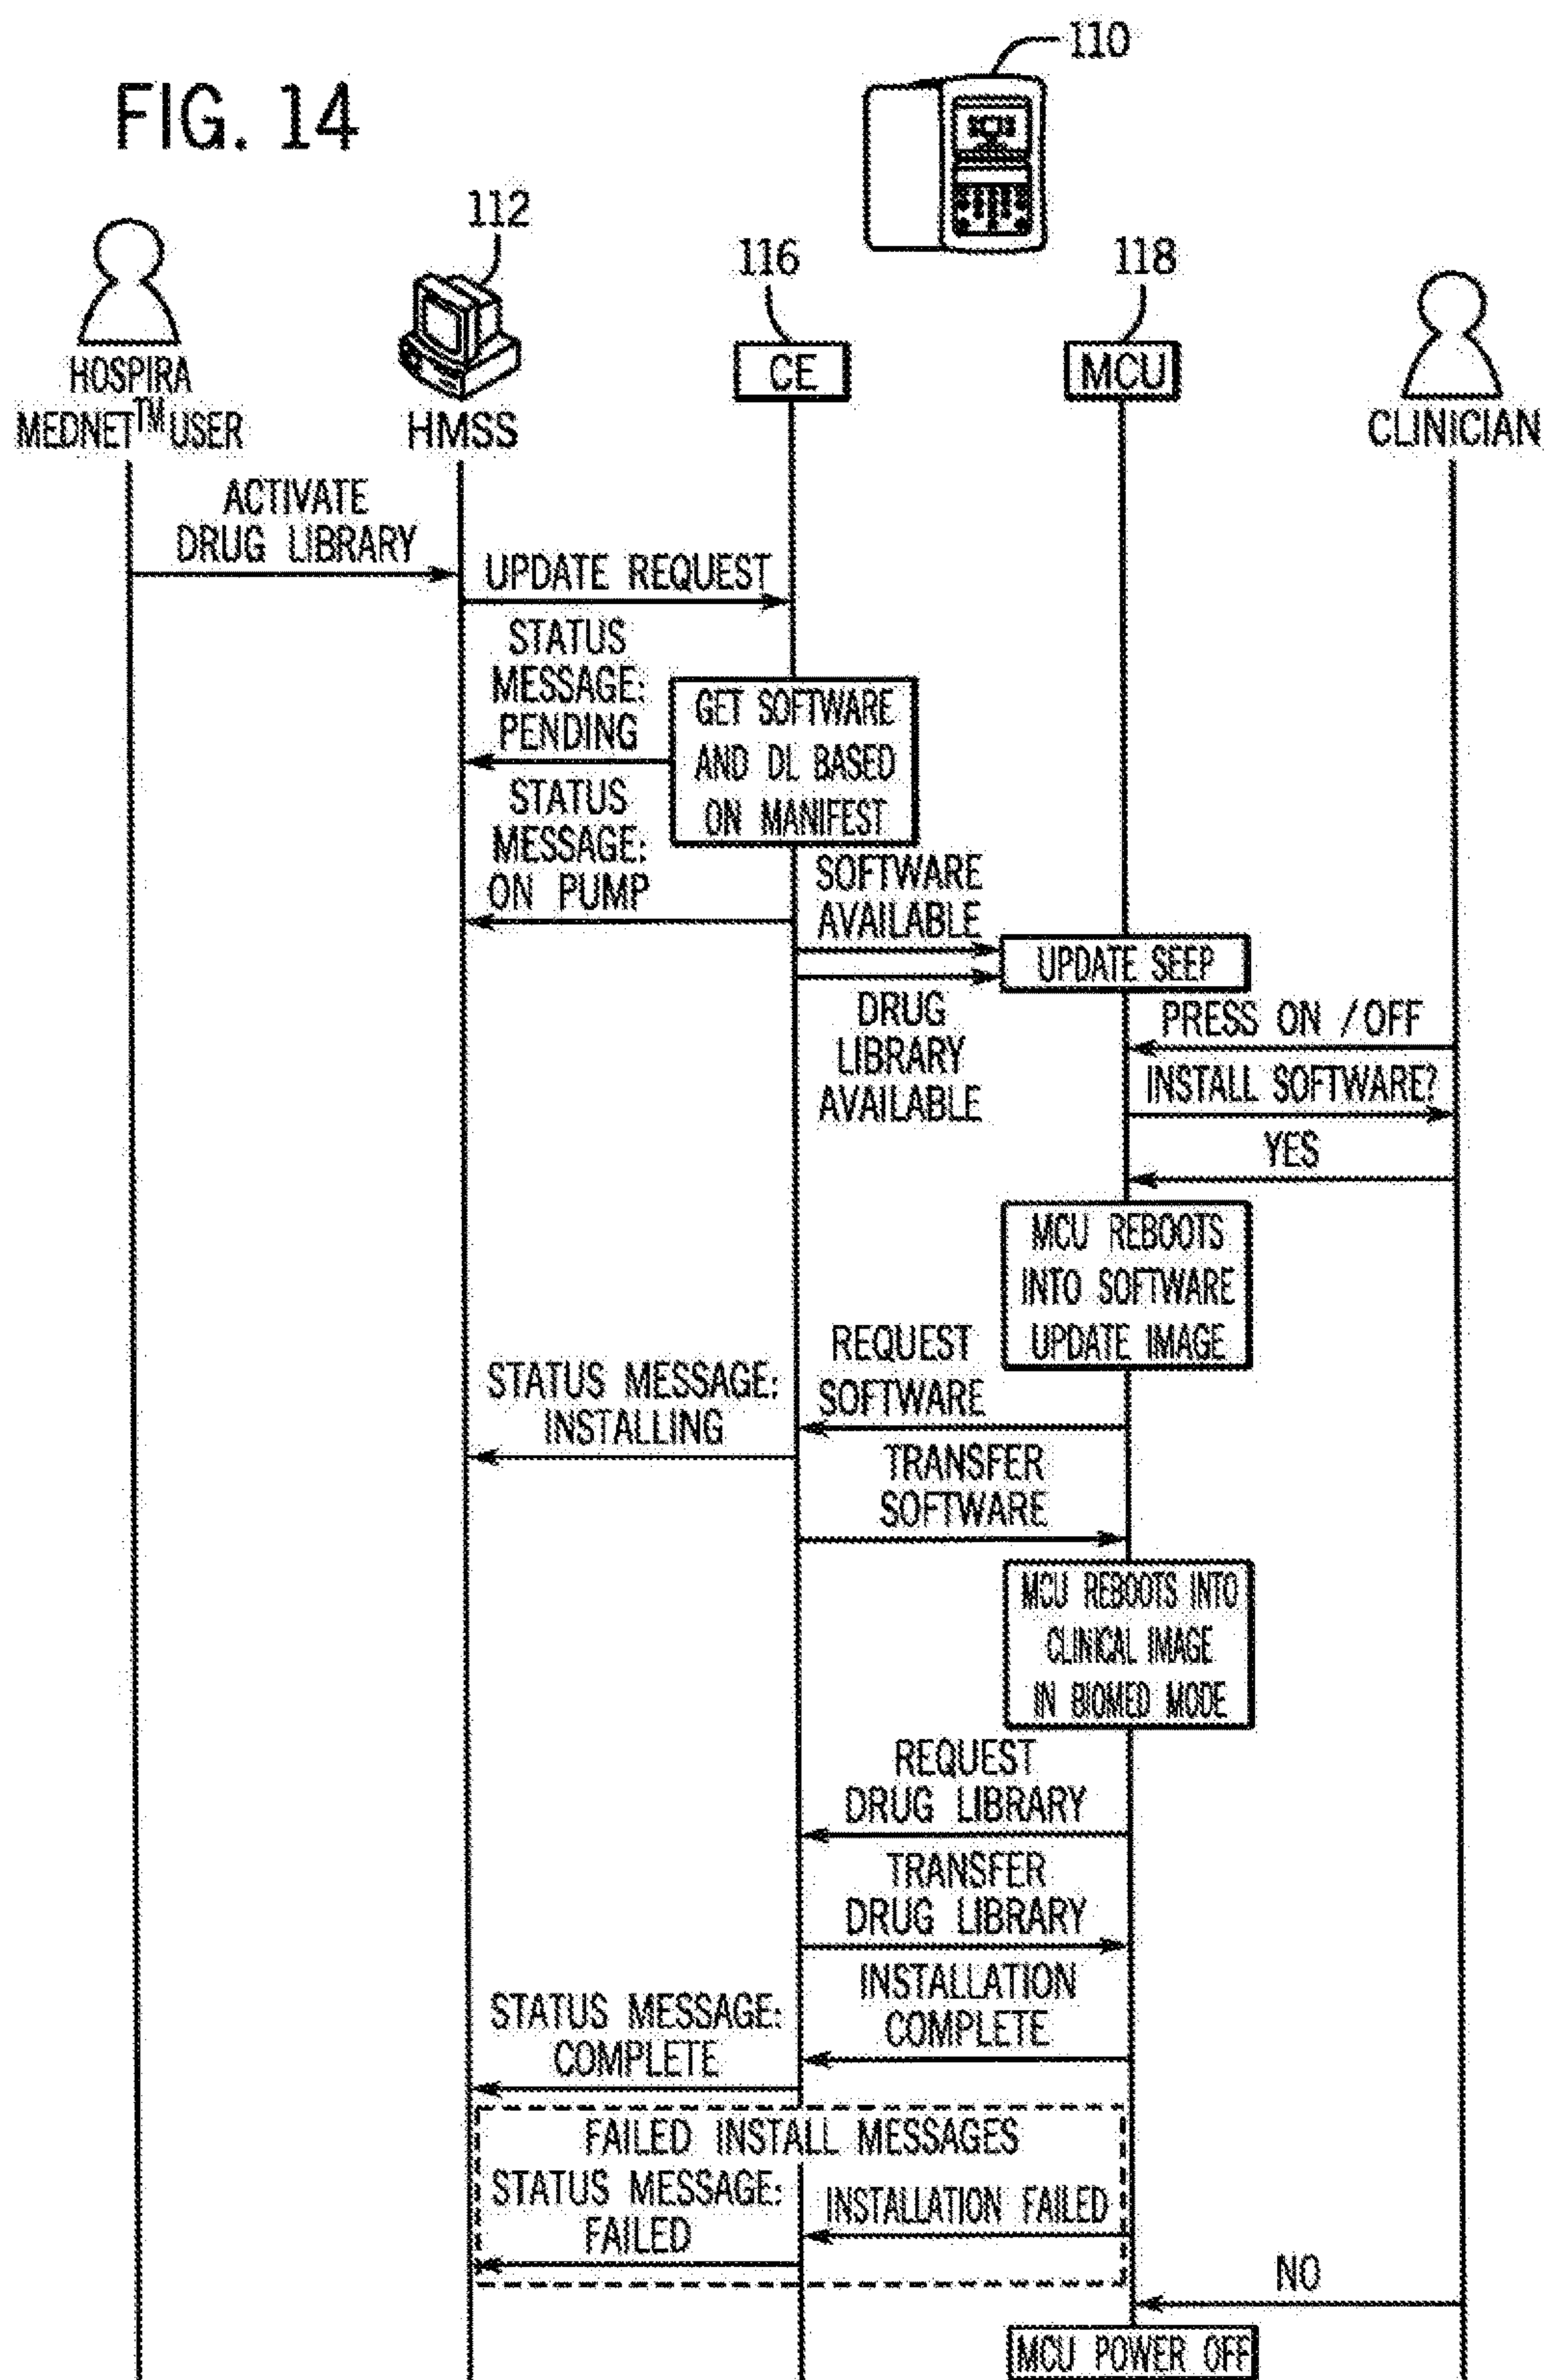 FIG. 14
110
112
116
118
HOSPIRA
MEDNET™ USER
HMSS
CE
MCU
CLINICIAN
ACTIVATE
DRUG LIBRARY
UPDATE REQUEST
STATUS
MESSAGE:
PENDING
GET SOFTWARE
AND DL BASED
ON MANIFEST
STATUS
MESSAGE:
ON PUMP
SOFTWARE
AVAILABLE
UPDATE SEEP
DRUG
LIBRARY
AVAILABLE
PRESS ON / OFF
INSTALL SOFTWARE?
YES
MCU REBOOTS
INTO SOFTWARE
UPDATE IMAGE
REQUEST
SOFTWARE
STATUS MESSAGE:
INSTALLING
TRANSFER
SOFTWARE
MCU REBOOTS INTO
CLINICAL IMAGE
IN BIOMED MODE
REQUEST
DRUG LIBRARY
TRANSFER
DRUG LIBRARY
INSTALLATION
COMPLETE
STATUS MESSAGE:
COMPLETE
FAILED INSTALL MESSAGES
STATUS MESSAGE:
FAILED
INSTALLATION FAILED
NO
MCU POWER OFF